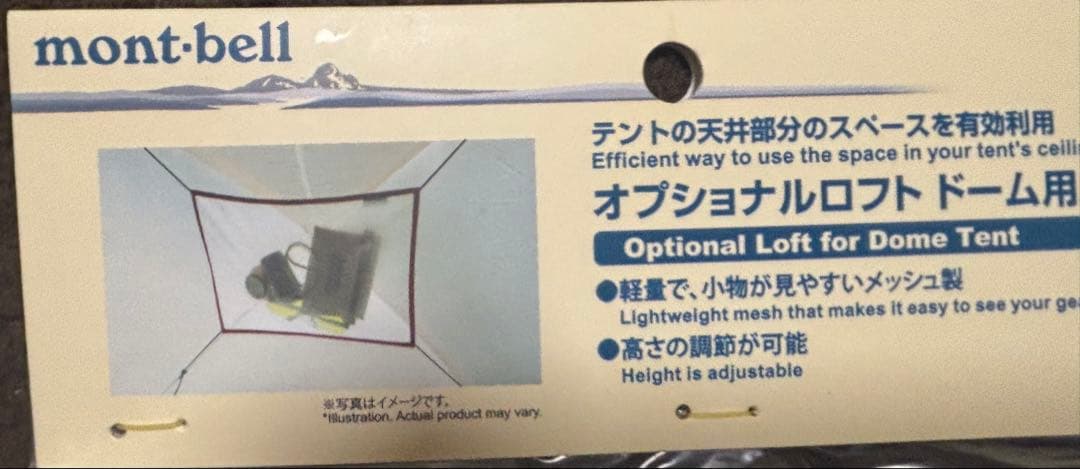 mont·bell
テントの天井部分のスペースを有効利用
Efficient way to use the space in your tent's
オプショナルロフト ドーム用
Optional Loft for Dome Tent
●軽量で、小物が見やすいメッシュ製
Lightweight mesh that makes it easy to see your
●高さの調節が可能
Height is adjustable
※写真はイメージです。
*Illustration. Actual product may vary.